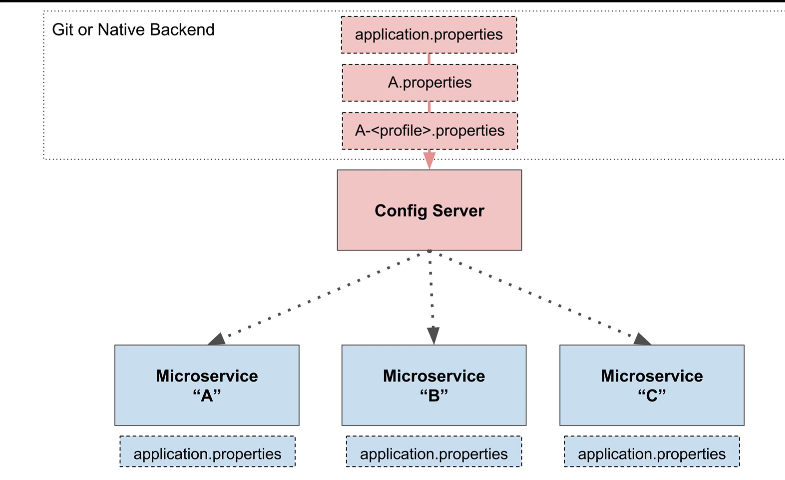 Git or Native Backend
application.properties
A.properties
A-<profile>.properties
Config Server
Microservice
“A”
Microservice
“B”
Microservice
“C”
application.properties
application.properties
application.properties